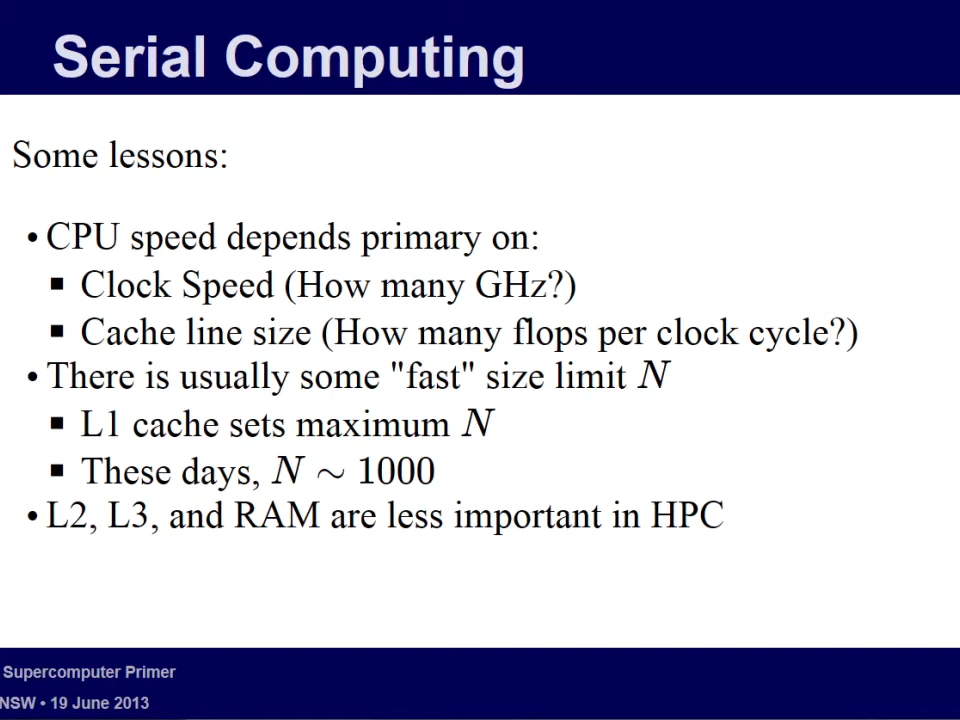 Serial Computing
Some lessons:
• CPU speed depends primary on:
▪ Clock Speed (How many GHz?)
▪ Cache line size (How many flops per clock cycle?)
• There is usually some "fast" size limit N
▪ L1 cache sets maximum N
▪ These days, N ∼ 1000
• L2, L3, and RAM are less important in HPC
Supercomputer Primer
NSW • 19 June 2013